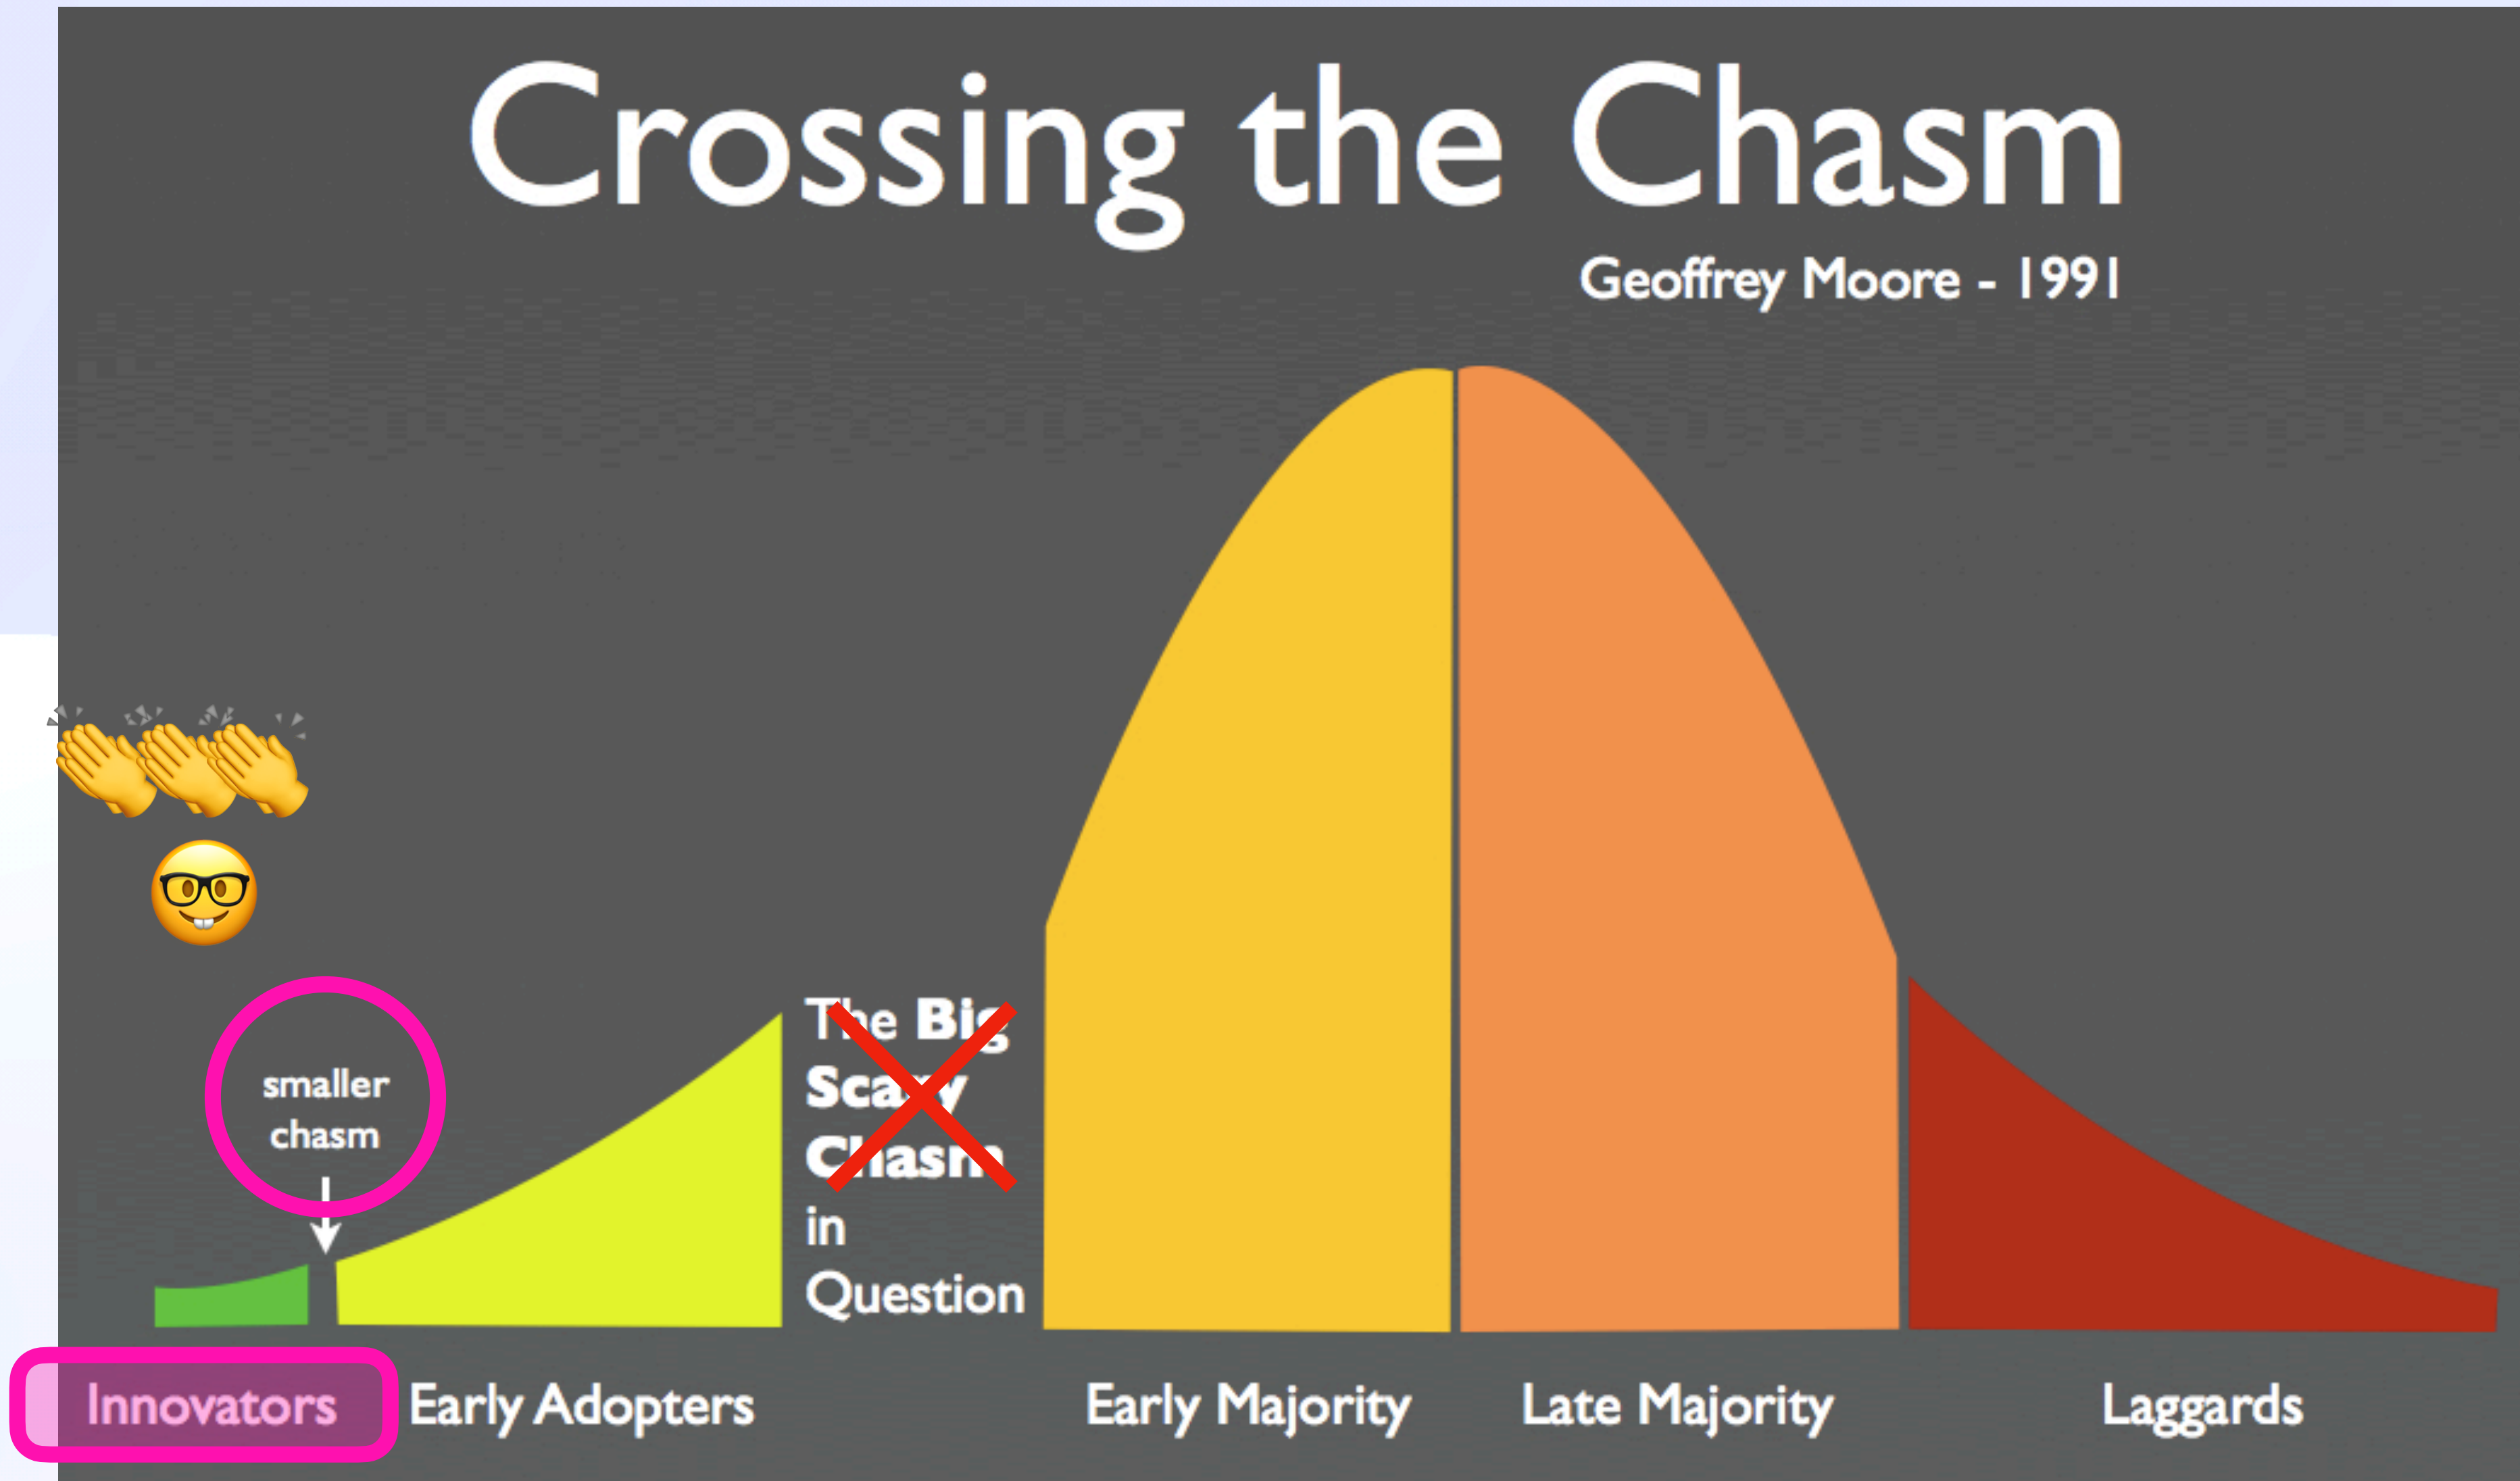 Crossing the Chasm
Geoffrey Moore - 1991
smaller
chasm
The Big
Scary
Chasm
in
Question
Innovators
Early Adopters
Early Majority
Late Majority
Laggards